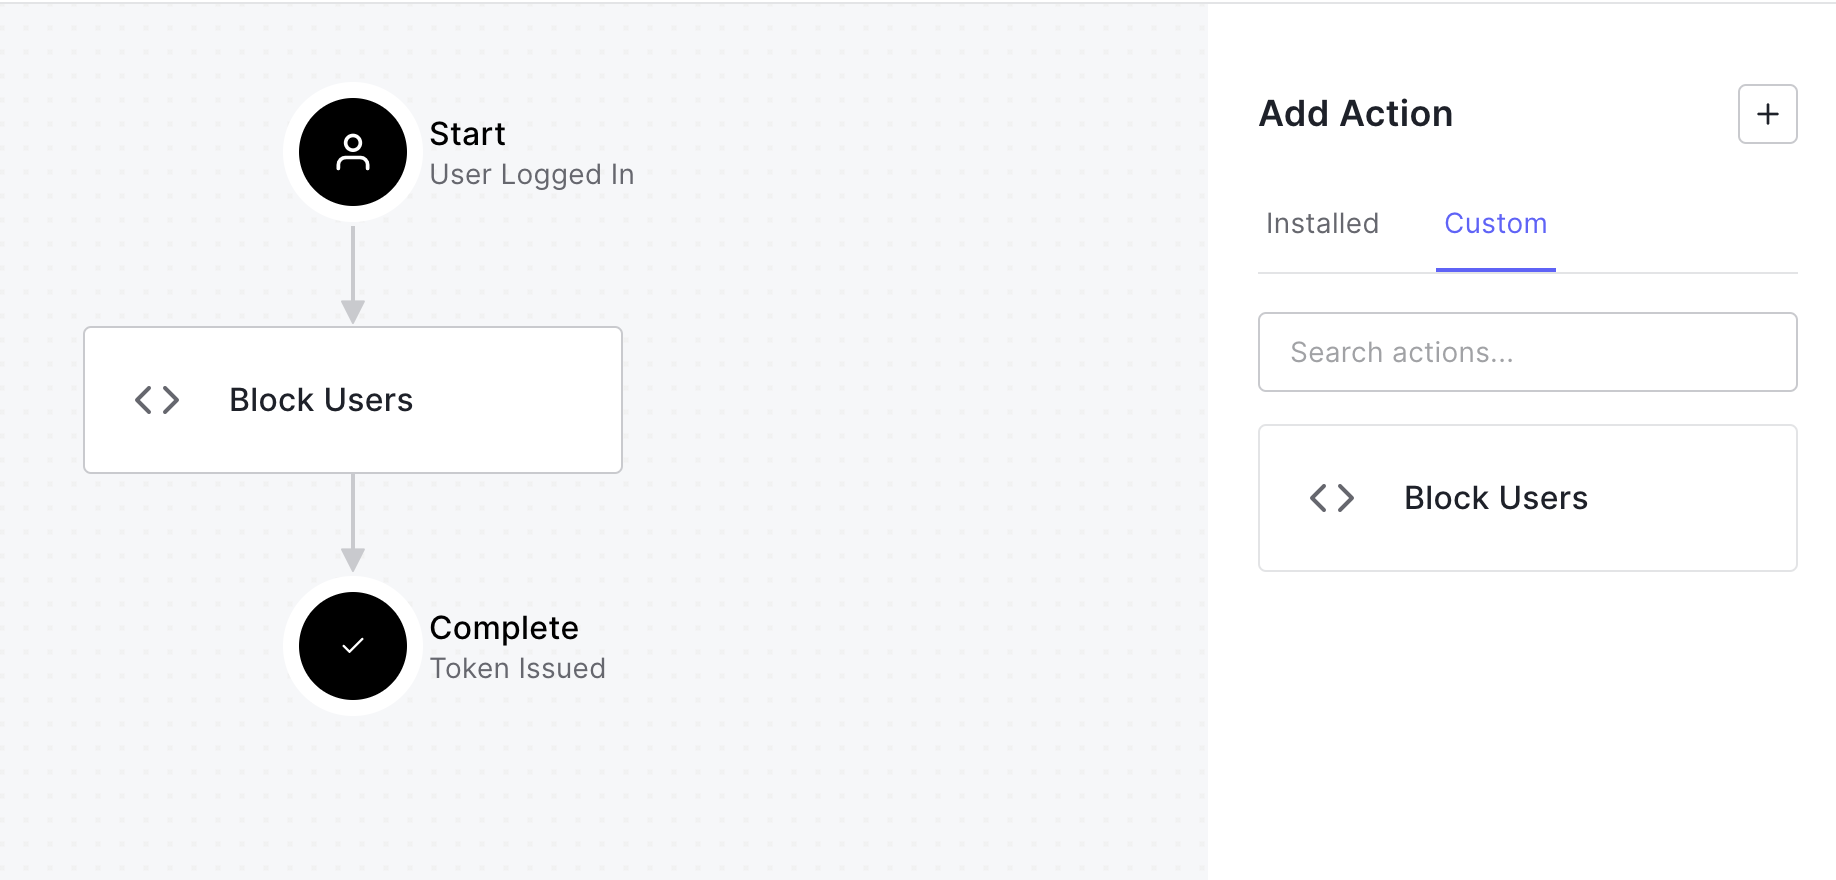 Start
User Logged In
Block Users
Complete
Token Issued
Add Action
Installed
Custom
Search actions...
Block Users